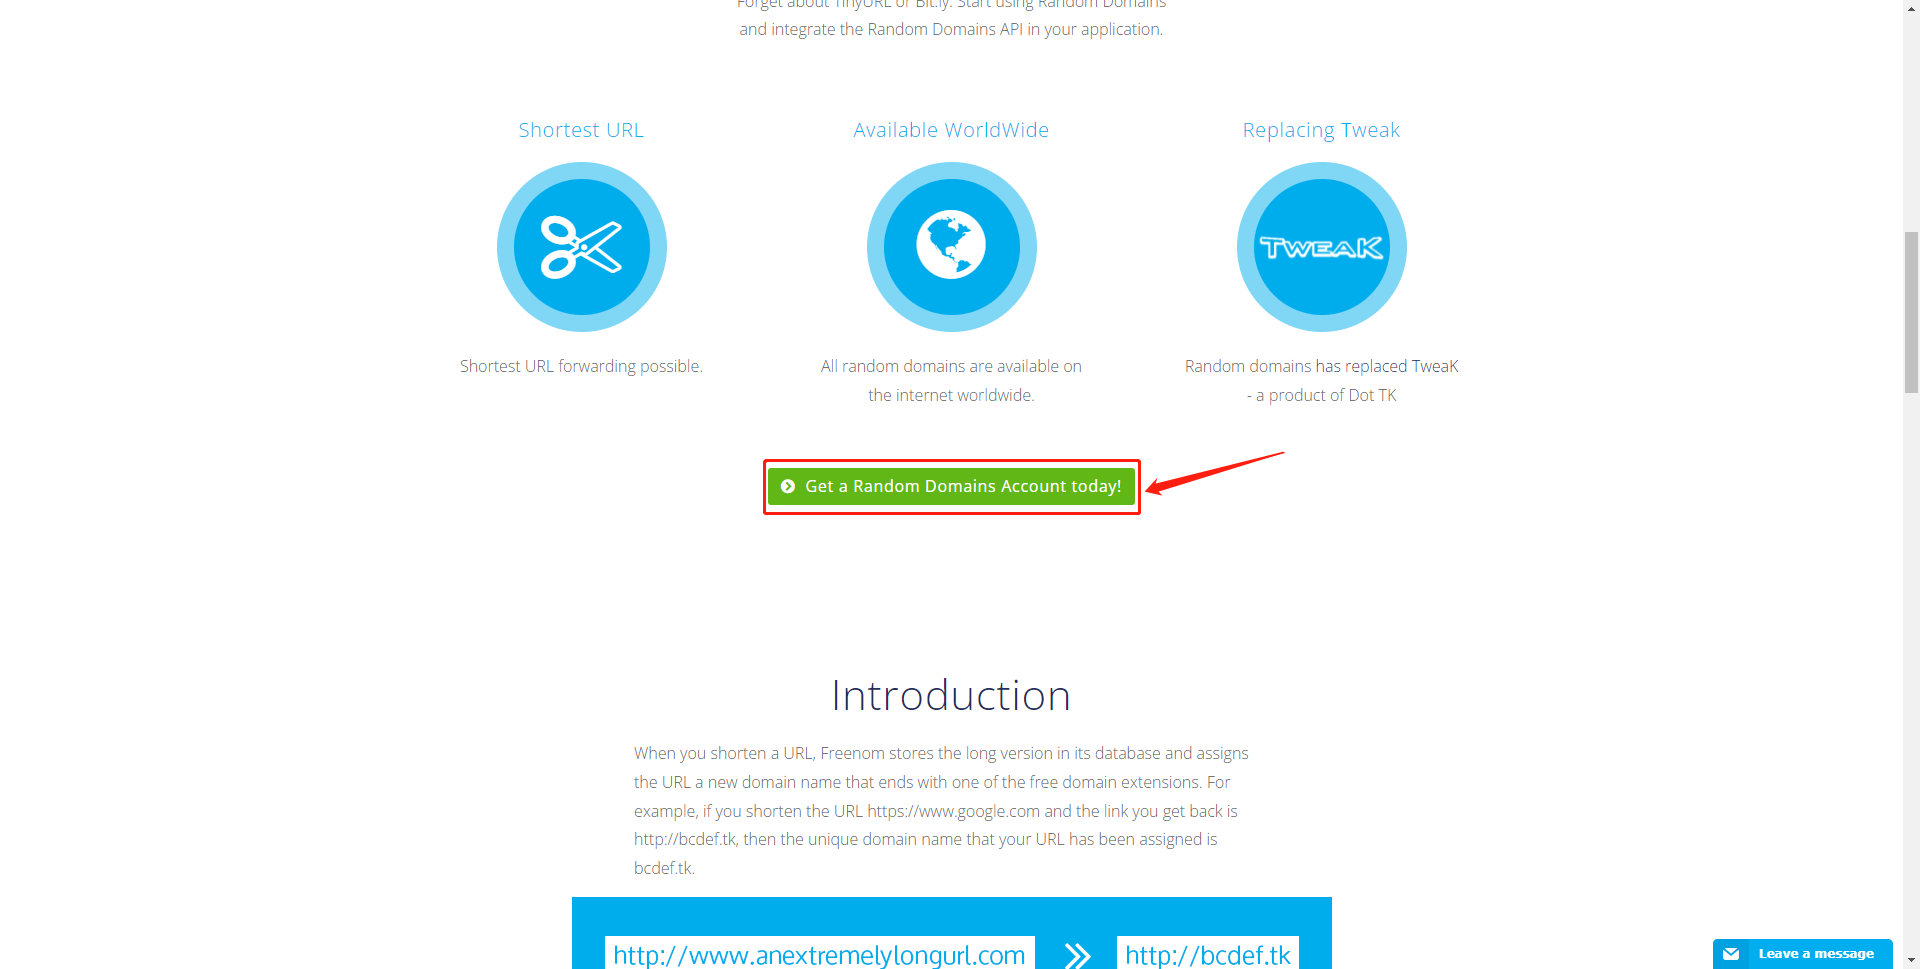 Forget about TinyURL or Bit.ly. Start using Random Domains
and integrate the Random Domains API in your application.
Shortest URL
Available WorldWide
Replacing Tweak
TWEAK
Shortest URL forwarding possible.
All random domains are available on
the internet worldwide.
Random domains has replaced TweaK
- a product of Dot TK
Get a Random Domains Account today!
Introduction
When you shorten a URL, Freenom stores the long version in its database and assigns
the URL a new domain name that ends with one of the free domain extensions. For
example, if you shorten the URL https://www.google.com and the link you get back is
http://bcdef.tk, then the unique domain name that your URL has been assigned is
bcdef.tk.
http://www.anextremelylongurl.com
http://bcdef.tk
Leave a message